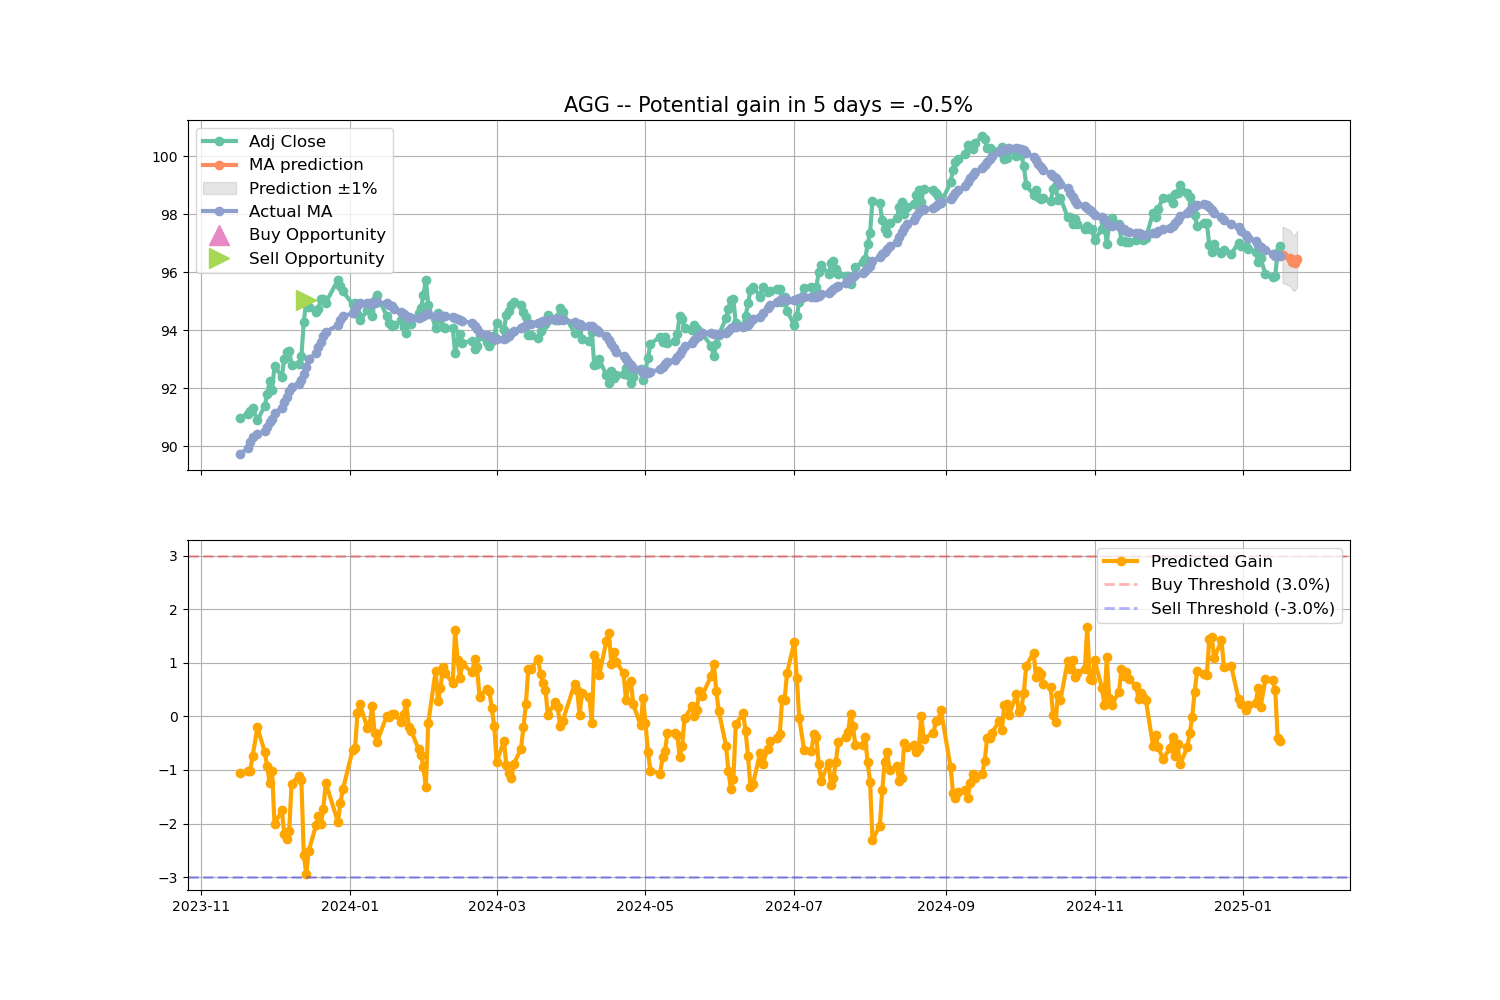 AGG -- Potential gain in 5 days = -0.5%
Adj Close
MA prediction
Prediction ±1%
Actual MA
Buy Opportunity
Sell Opportunity
100
98
96
94
92
90
Predicted Gain
Buy Threshold (3.0%)
Sell Threshold (-3.0%)
3
2
1
0
−1
−2
−3
2023-11 2024-01 2024-03 2024-05 2024-07 2024-09 2024-11 2025-01